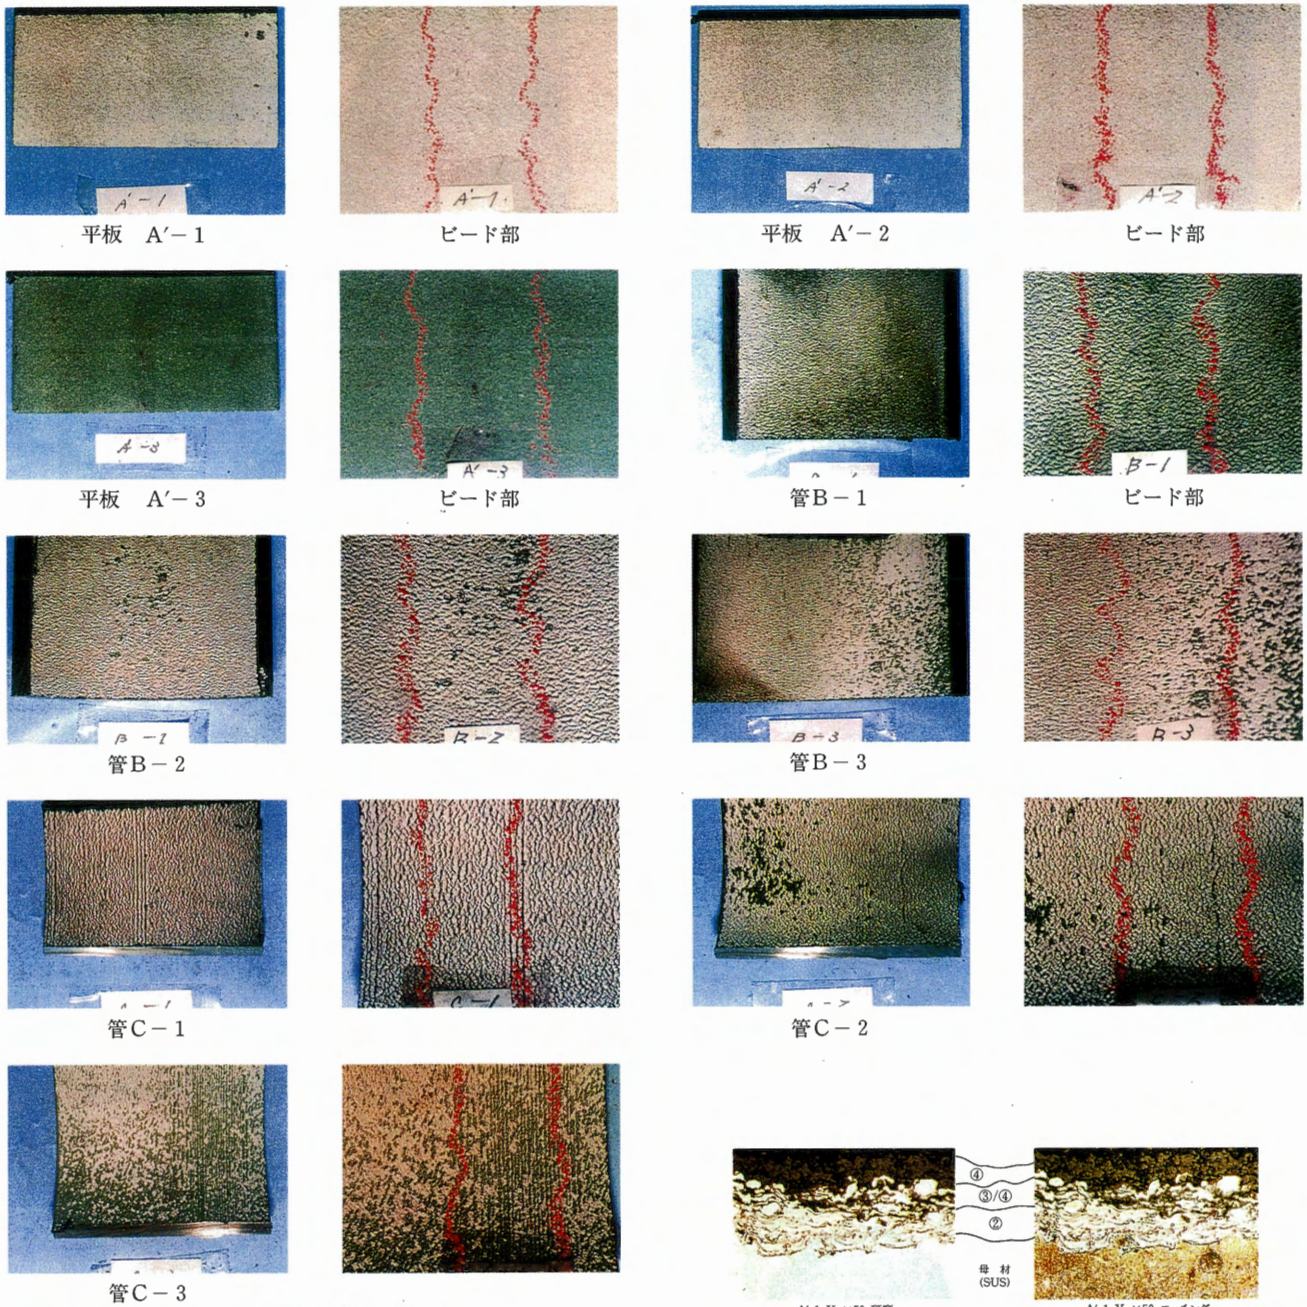 A'-1
A'-1
A'-2
A'-2
平板 A'-1
ビード部
平板 A'-2
ビード部
A-3
A'-3
B-1
平板 A'-3
ビード部
管B-1
ビード部
B-2
B-3
B-3
管B-2
管B-3
C-1
管C-1
管C-2
④
③/④
②
母材
(SUS)
管C-3